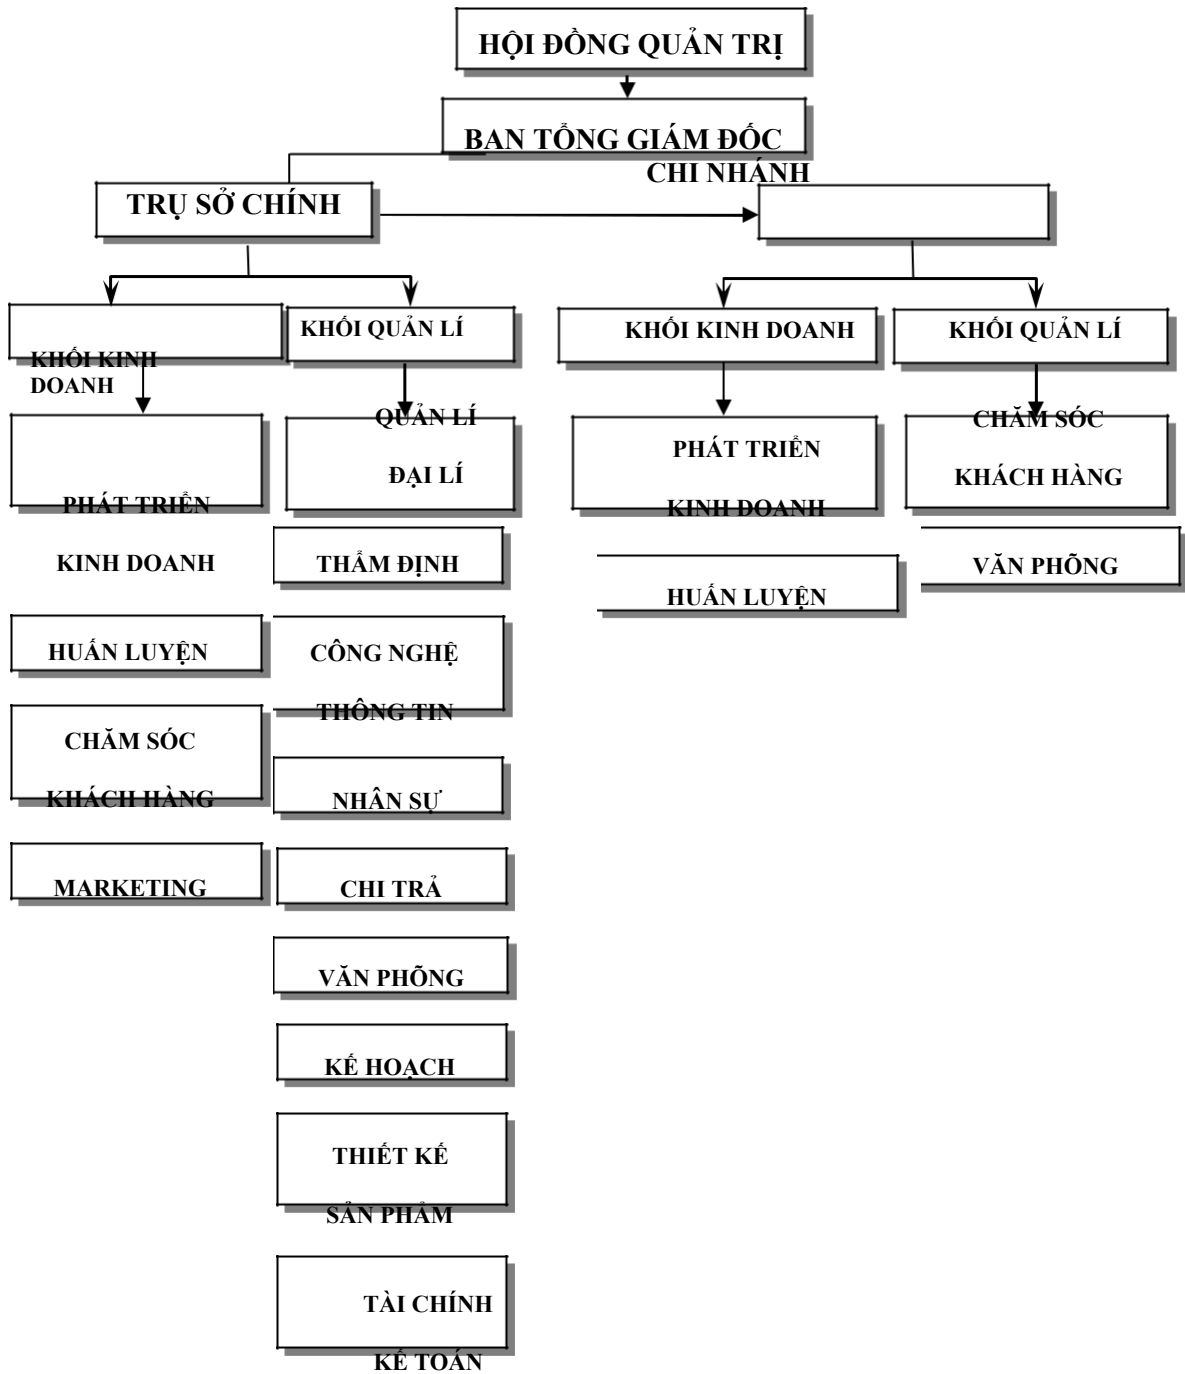 HỘI ĐỒNG QUẢN TRỊ
BAN TỔNG GIÁM ĐỐC
CHI NHÁNH
TRỤ SỞ CHÍNH
KHỐI KINH
DOANH
KHỐI QUẢN LÍ
KHỐI KINH DOANH
KHỐI QUẢN LÍ
PHÁT TRIỂN
KINH DOANH
HUẤN LUYỆN
CHĂM SÓC
KHÁCH HÀNG
MARKETING
QUẢN LÍ
ĐẠI LÍ
THẨM ĐỊNH
CÔNG NGHỆ
THÔNG TIN
NHÂN SỰ
CHI TRẢ
VĂN PHÕNG
KẾ HOẠCH
THIẾT KẾ
SẢN PHẨM
TÀI CHÍNH
KẾ TOÁN
PHÁT TRIỂN
KINH DOANH
HUẤN LUYỆN
CHĂM SÓC
KHÁCH HÀNG
VĂN PHÕNG